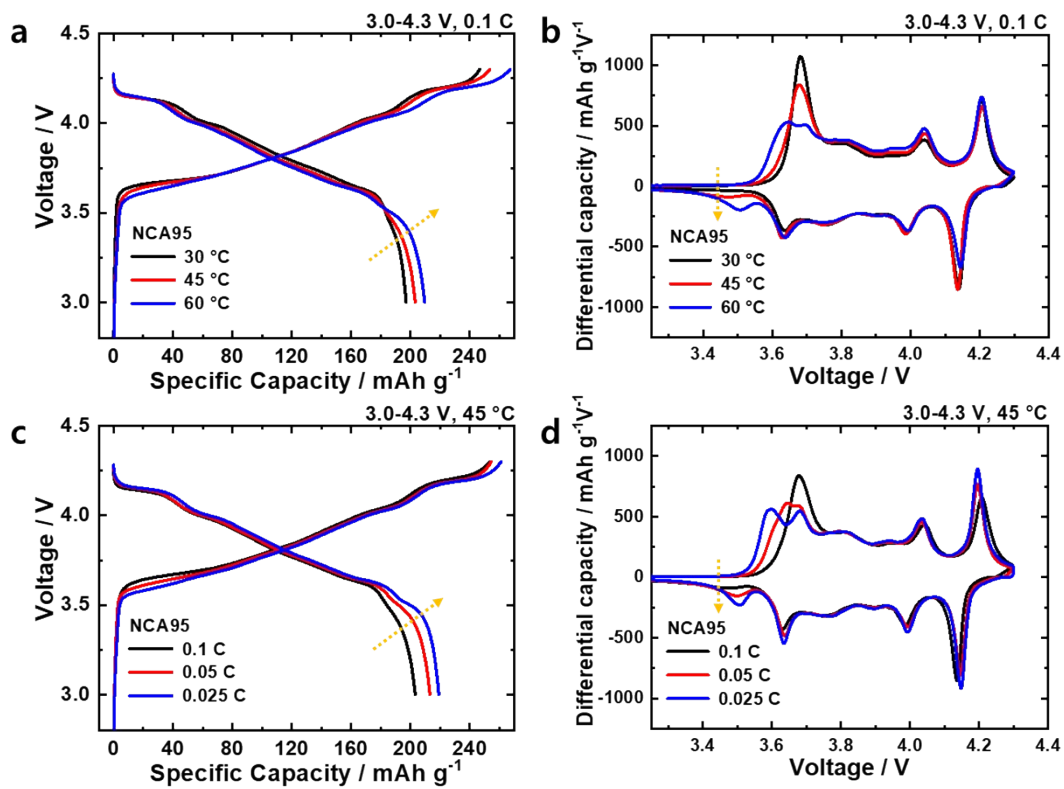 a
3.0-4.3 V, 0.1 C
4.5
4.0
3.5
3.0
Voltage / V
NCA95
30 °C
45 °C
60 °C
0 40 80 120 160 200 240
Specific Capacity / mAh g-1
b
3.0-4.3 V, 0.1 C
1000
500
0
-500
-1000
Differential capacity / mAh g-1V-1
NCA95
30 °C
45 °C
60 °C
3.4 3.6 3.8 4.0 4.2 4.4
Voltage / V
c
3.0-4.3 V, 45 °C
4.5
4.0
3.5
3.0
Voltage / V
NCA95
0.1 C
0.05 C
0.025 C
0 40 80 120 160 200 240
Specific Capacity / mAh g-1
d
3.0-4.3 V, 45 °C
1000
500
0
-500
-1000
Differential capacity / mAh g-1V-1
NCA95
0.1 C
0.05 C
0.025 C
3.4 3.6 3.8 4.0 4.2 4.4
Voltage / V